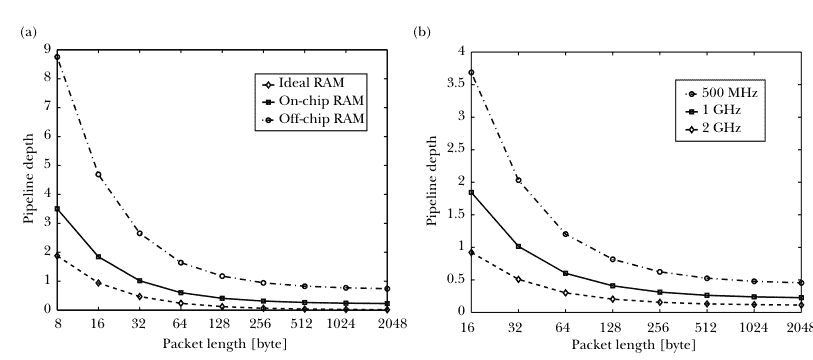 (a)
9
8
7
6
5
4
3
2
1
0
Pipeline depth
Ideal RAM
On-chip RAM
Off-chip RAM
8 16 32 64 128 256 512 1024 2048
Packet length [byte]
(b)
4
3.5
3
2.5
2
1.5
1
0.5
0
Pipeline depth
500 MHz
1 GHz
2 GHz
16 32 64 128 256 512 1024 2048
Packet length [byte]